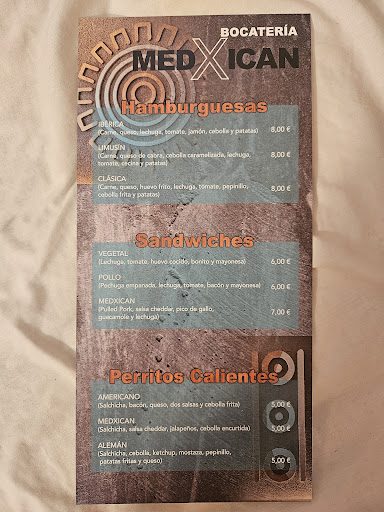 BOCATERÍA
MEDXICAN
Hamburguesas
IBÉRICA
(Carne, queso, lechuga, tomate, jamón, cebolla y patatas) 8,00 €
LIMUSÍN
(Carne, queso de cabra, cebolla caramelizada, lechuga, 8,00 €
tomate, cecina y patatas)
CLÁSICA
(Carne, queso, huevo frito, lechuga, tomate, pepinillo, 8,00 €
cebolla frita y patatas)
Sandwiches
VEGETAL
(Lechuga, tomate, huevo cocido, bonito y mayonesa) 6,00 €
POLLO
(Pechuga empanada, lechuga, tomate, bacón y mayonesa) 6,00 €
MEDXICAN
(Pulled Pork, salsa cheddar, pico de gallo, 7,00 €
guacamole y lechuga)
Perritos Calientes
AMERICANO
(Salchicha, bacón, queso, dos salsas y cebolla frita) 5,00 €
MEDXICAN
(Salchicha, salsa cheddar, jalapeños, cebolla encurtida) 5,00 €
ALEMÁN
(Salchicha, cebolla, ketchup, mostaza, pepinillo, 5,00 €
patatas fritas y queso)